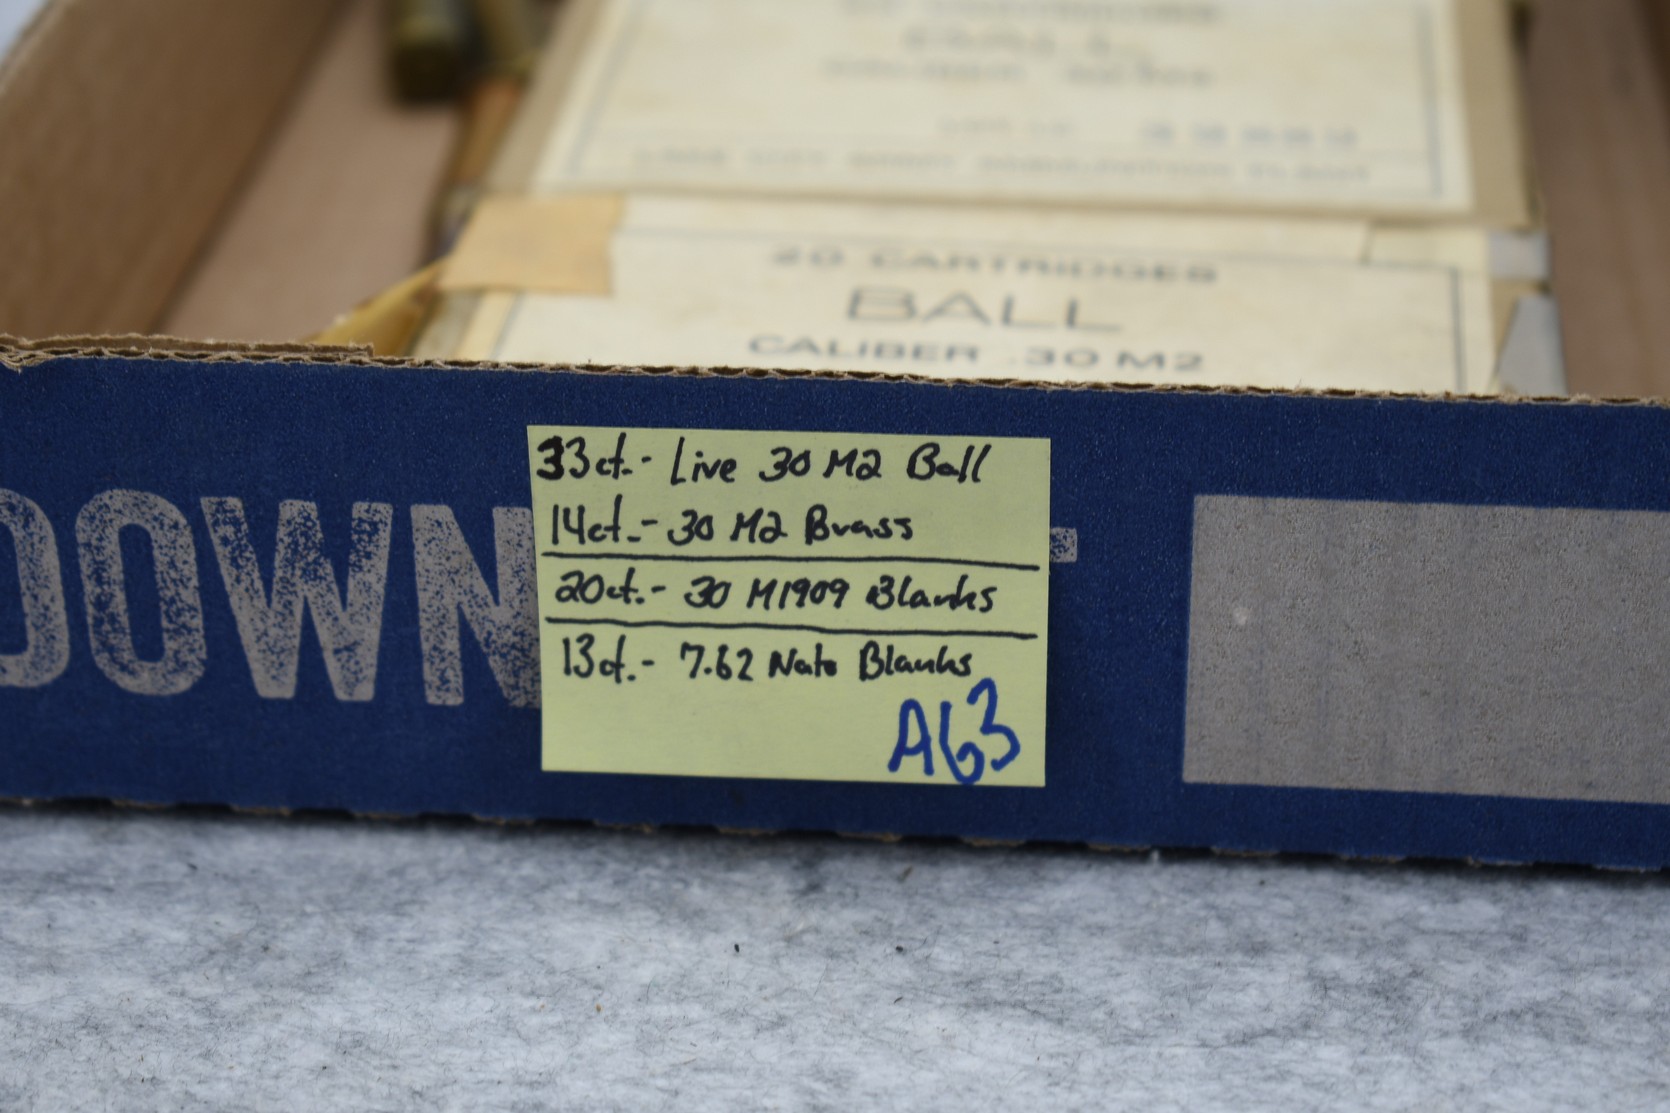 BALL
20 CARTRIDGES
BALL
CALIBER .30 M2
DOWN
33ct.- Live 30 M2 Ball
14ct.- 30 M2 Brass
20ct.- 30 M1909 Blanks
13ct.- 7.62 Nato Blanks
A63